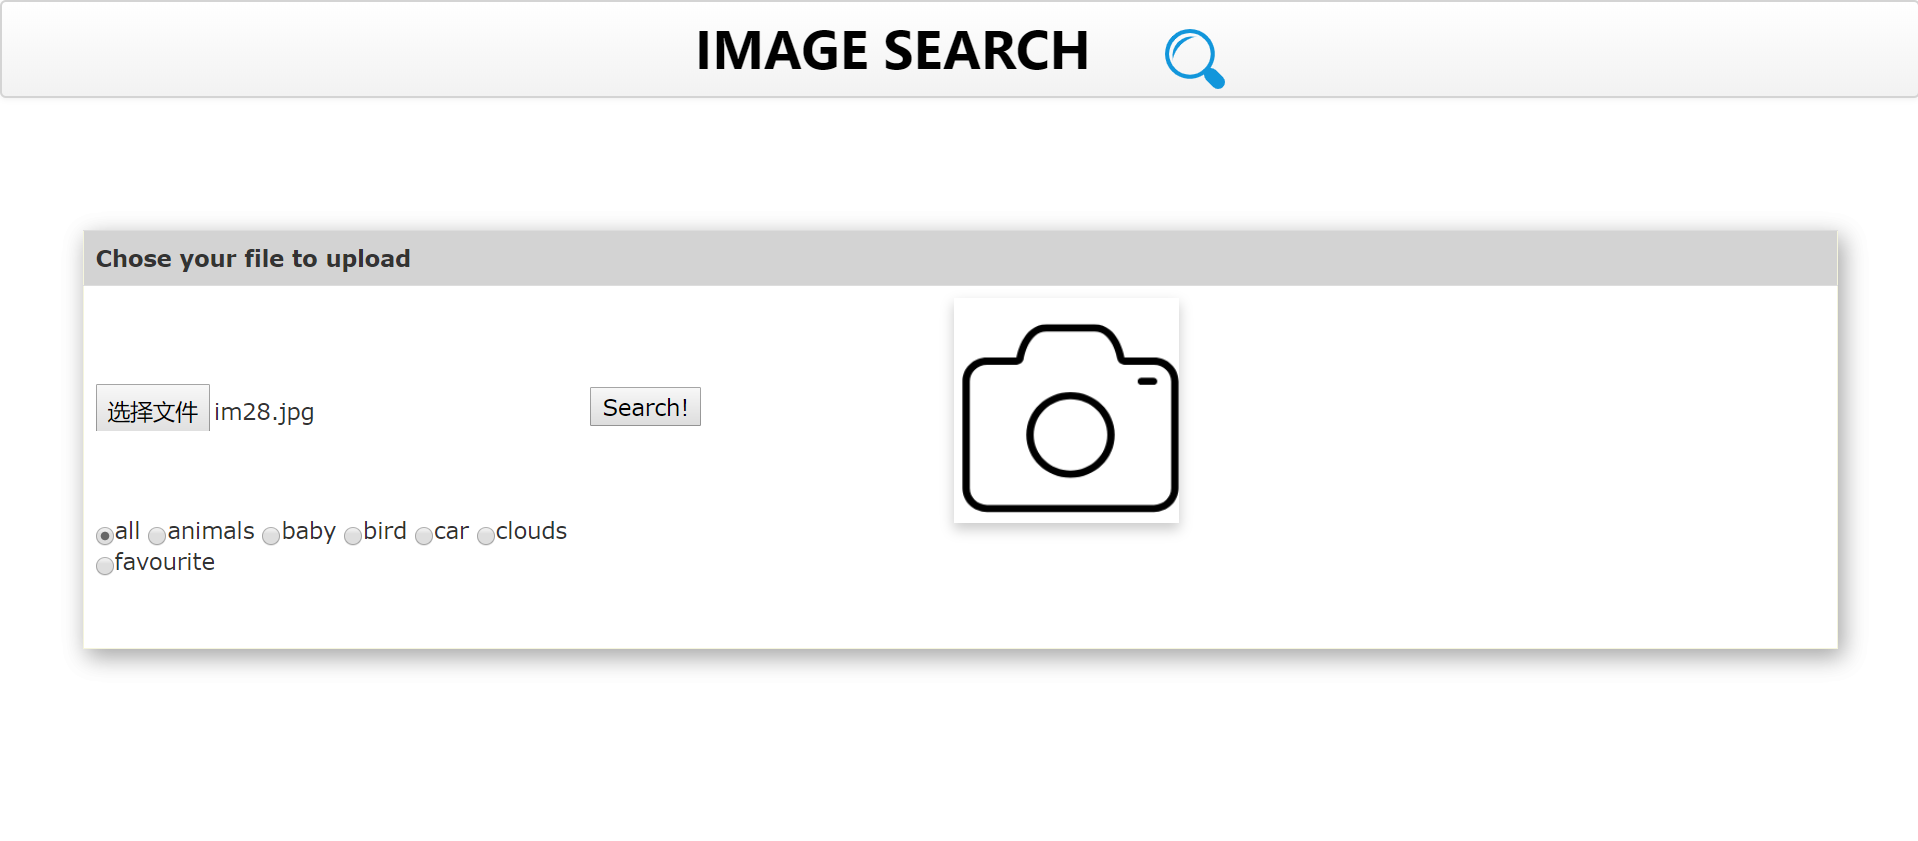 IMAGE SEARCH
Chose your file to upload
选择文件 im28.jpg Search!
all animals baby bird car clouds
favourite